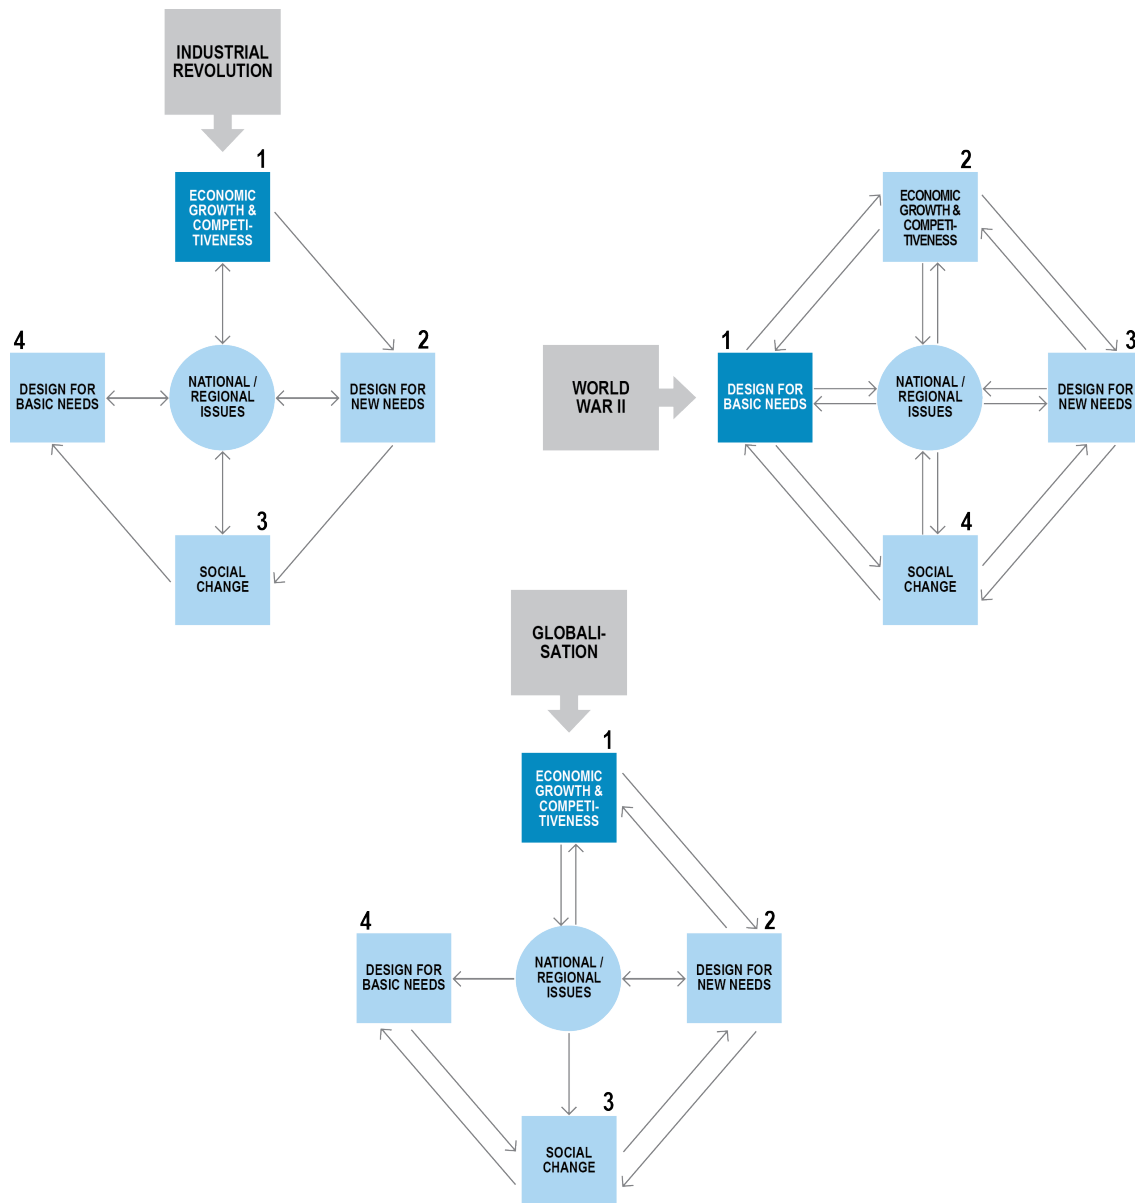 INDUSTRIAL
REVOLUTION
1
ECONOMIC
GROWTH &
COMPETI-
TIVENESS
4
DESIGN FOR
BASIC NEEDS
NATIONAL /
REGIONAL
ISSUES
2
DESIGN FOR
NEW NEEDS
3
SOCIAL
CHANGE
WORLD
WAR II
2
ECONOMIC
GROWTH &
COMPETI-
TIVENESS
1
DESIGN FOR
BASIC NEEDS
NATIONAL /
REGIONAL
ISSUES
3
DESIGN FOR
NEW NEEDS
4
SOCIAL
CHANGE
GLOBALI-
SATION
1
ECONOMIC
GROWTH &
COMPETI-
TIVENESS
4
DESIGN FOR
BASIC NEEDS
NATIONAL /
REGIONAL
ISSUES
2
DESIGN FOR
NEW NEEDS
3
SOCIAL
CHANGE